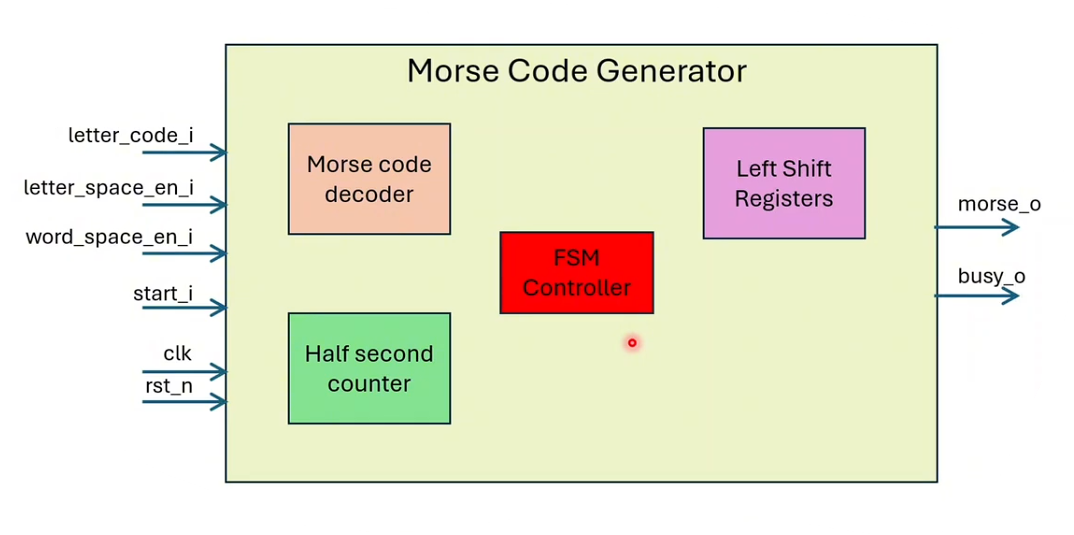 Morse Code Generator
letter_code_i
letter_space_en_i
word_space_en_i
start_i
clk
rst_n
Morse code
decoder
Half second
counter
FSM
Controller
Left Shift
Registers
morse_o
busy_o